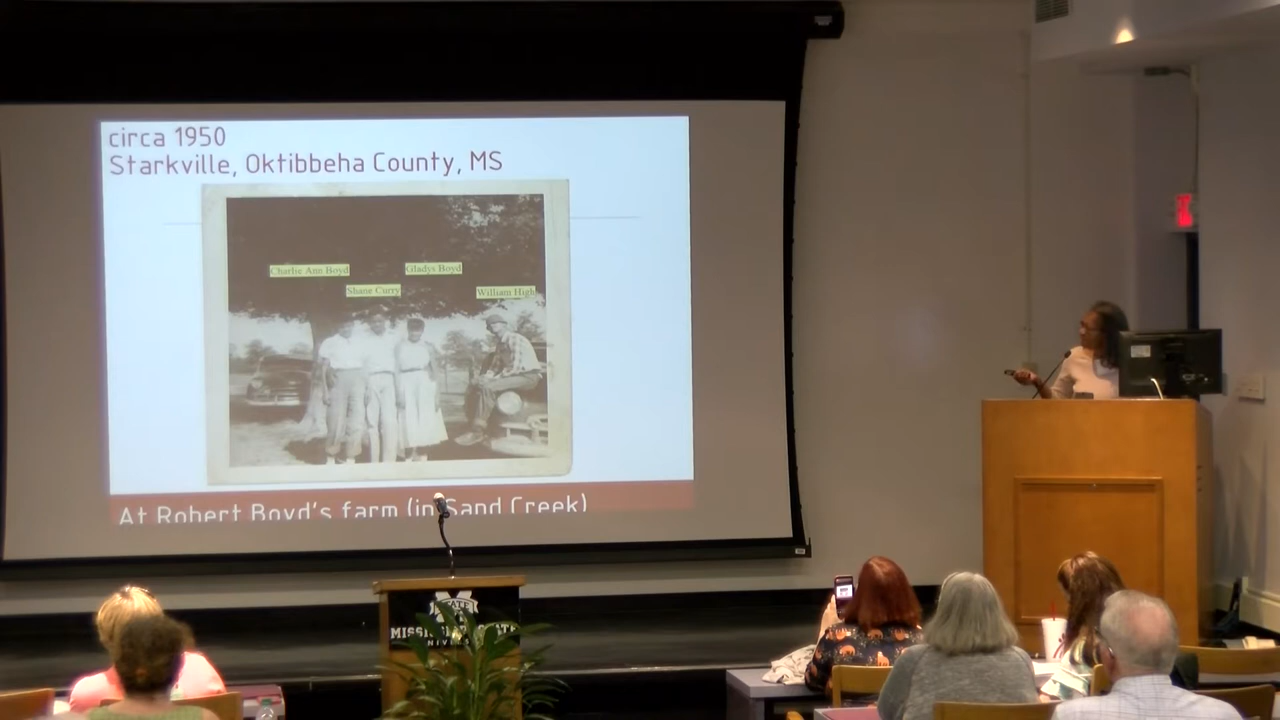 circa 1950
Starkville, Oktibbeha County, MS
Charlie Ann Boyd
Gladys Boyd
Shane Curry
William High
At Robert Boyd's farm (in Sand Creek)
STATE